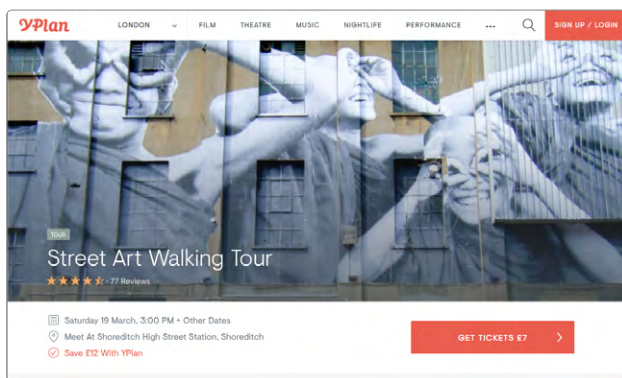 YPlan LONDON FILM THEATRE MUSIC NIGHTLIFE PERFORMANCE ... SIGN UP / LOGIN
TOUR
Street Art Walking Tour
77 Reviews
Saturday 19 March, 3:00 PM + Other Dates
Meet At Shoreditch High Street Station, Shoreditch
Save £12 With YPlan
GET TICKETS £7